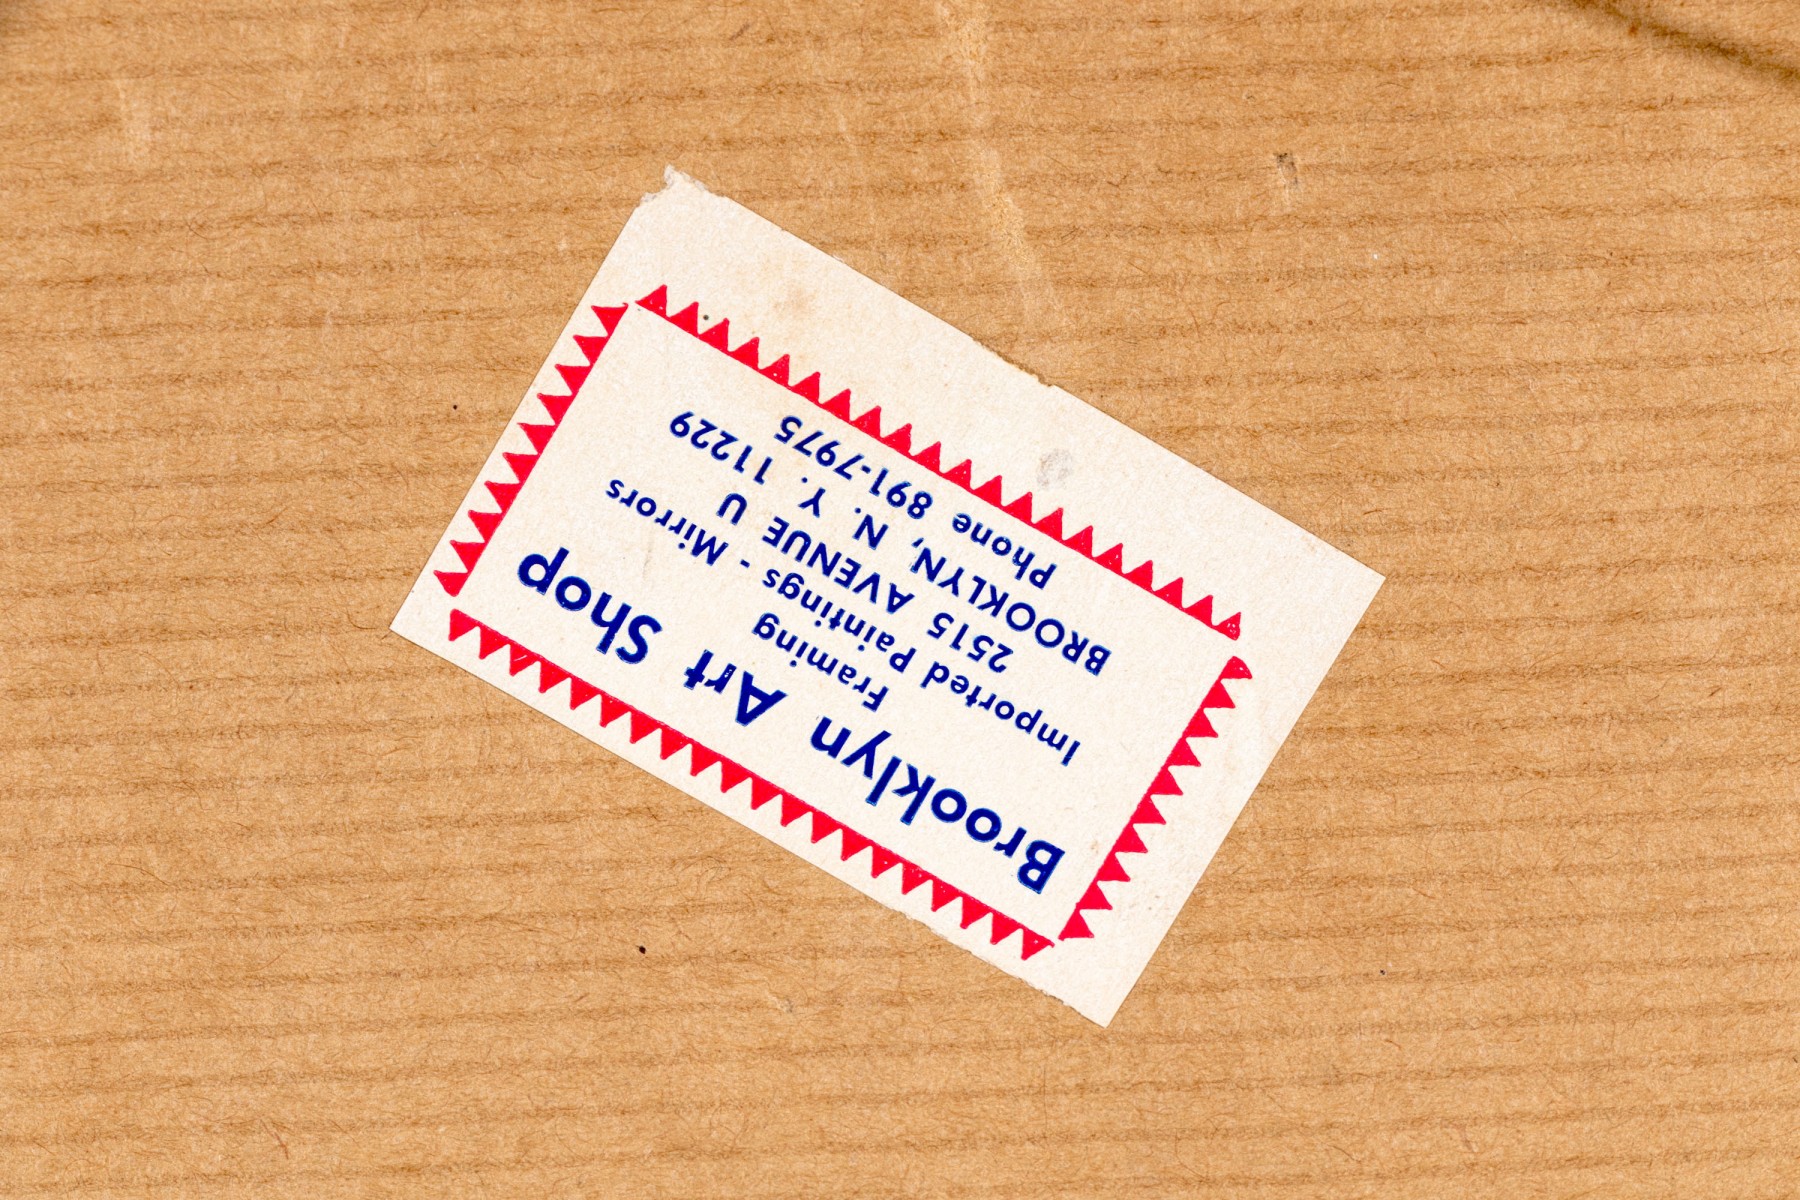 Brooklyn Art Shop
Framing
Imported Paintings - Mirrors
2515 AVENUE U
BROOKLYN, N. Y. 11229
Phone 891-7975